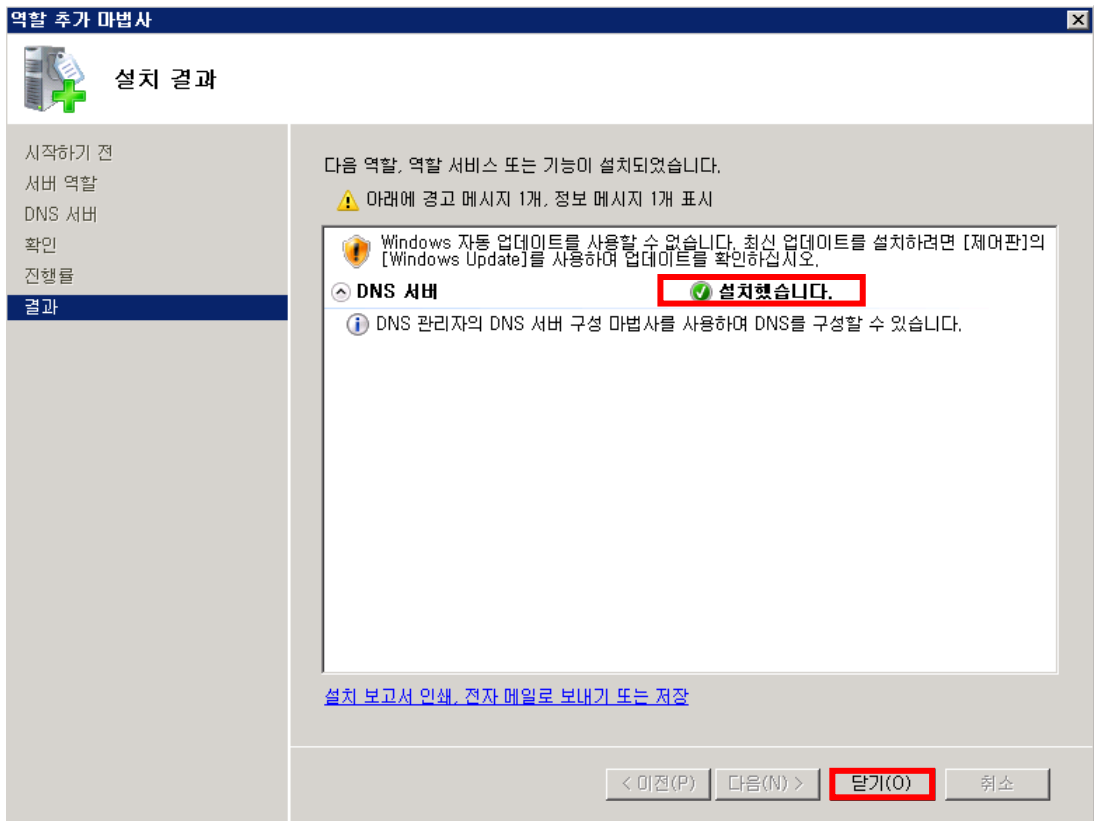 역할 추가 마법사
설치 결과
시작하기 전
서버 역할
DNS 서버
확인
진행률
결과
다음 역할, 역할 서비스 또는 기능이 설치되었습니다.
아래에 경고 메시지 1개, 정보 메시지 1개 표시
Windows 자동 업데이트를 사용할 수 없습니다. 최신 업데이트를 설치하려면 [제어판]의
[Windows Update]를 사용하여 업데이트를 확인하십시오.
DNS 서버 설치했습니다.
DNS 관리자의 DNS 서버 구성 마법사를 사용하여 DNS를 구성할 수 있습니다.
설치 보고서 인쇄, 전자 메일로 보내기 또는 저장
< 이전(P) 다음(N) > 닫기(O) 취소